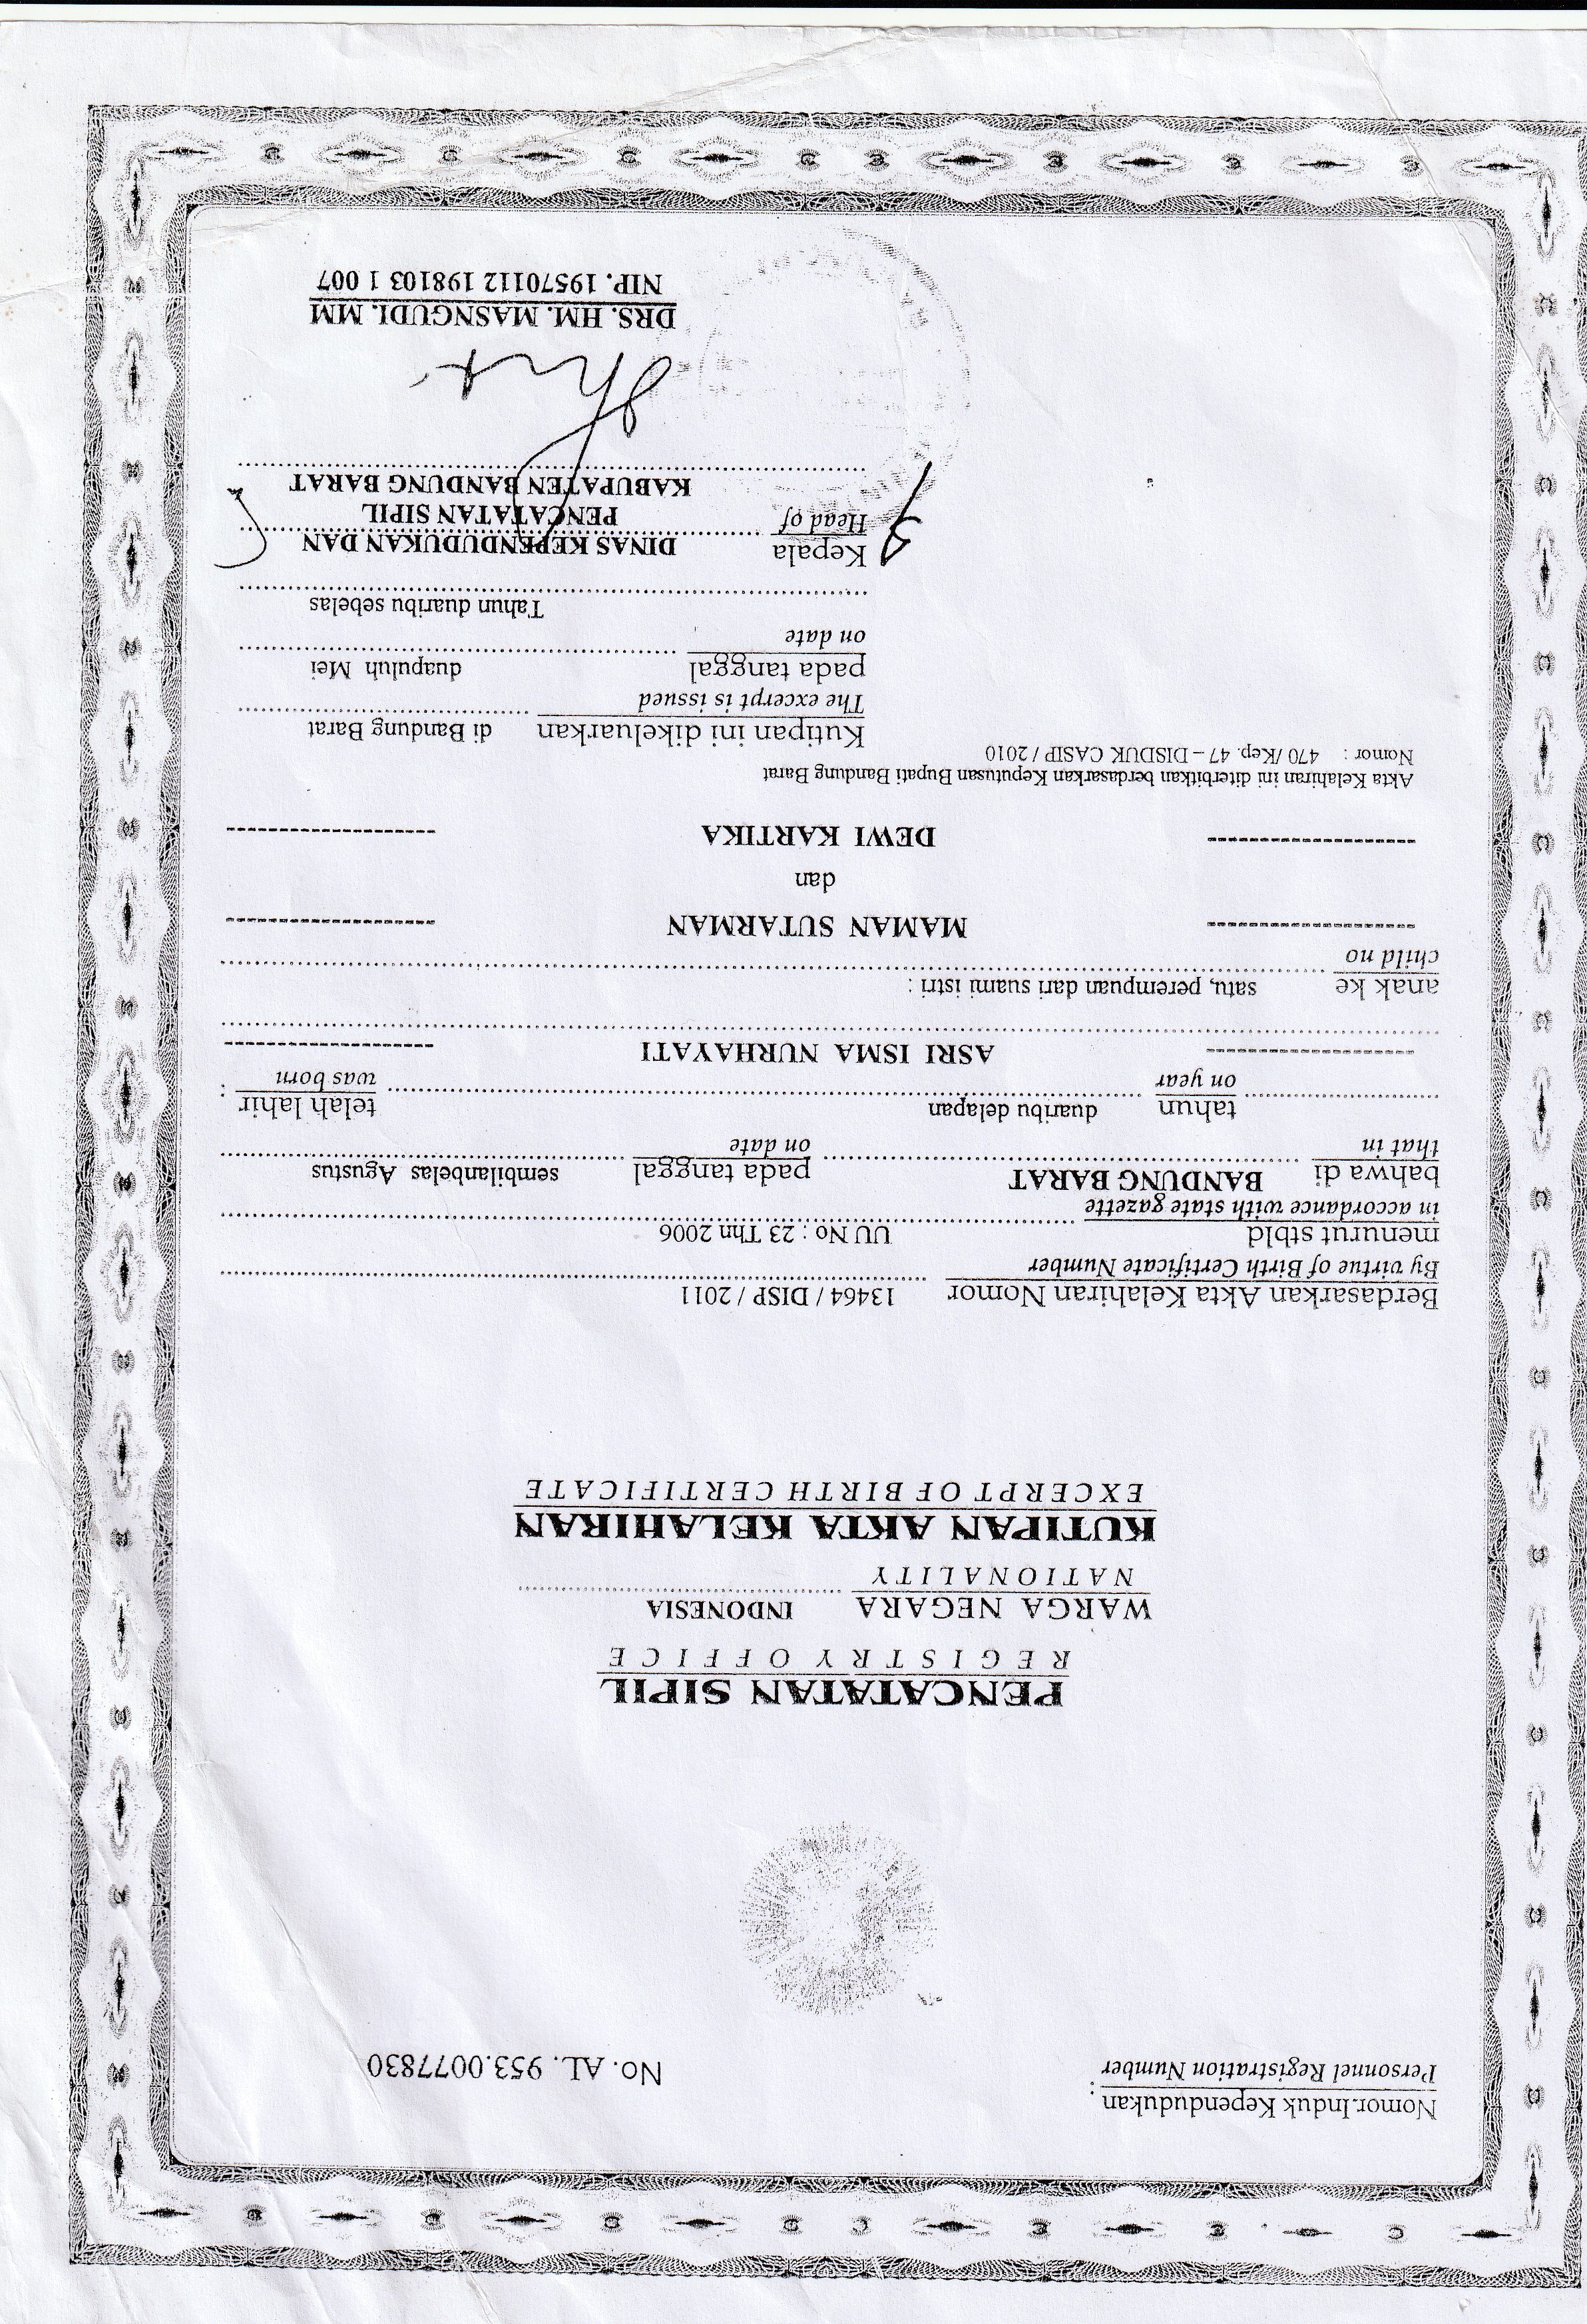 Nomor.Induk Kependudukan :
Personnel Registration Number
No. AL. 953.0077830
PENCATATAN SIPIL
REGISTRY OFFICE
WARGA NEGARA INDONESIA
NATIONALITY
KUTIPAN AKTA KELAHIRAN
EXCERPT OF BIRTH CERTIFICATE
Berdasarkan Akta Kelahiran Nomor 13464 / DISP / 2011
By virtue of Birth Certificate Number
menurut stbld UU No : 23 Thn 2006
in accordance with state gazette
bahwa di BANDUNG BARAT pada tanggal sembilanbelas Agustus
that in on date
tahun duaribu delapan telah lahir :
on year was born
ASRI ISMA NURHAYATI
anak ke satu, perempuan dari suami istri :
child no
MAMAN SUTARMAN
dan
DEWI KARTIKA
Akta Kelahiran ini diterbitkan berdasarkan Keputusan Bupati Bandung Barat
Nomor : 470 /Kep. 47 – DISDUK CASIP / 2010
Kutipan ini dikeluarkan di Bandung Barat
The excerpt is issued
pada tanggal duapuluh Mei
on date
Tahun duaribu sebelas
Kepala DINAS KEPENDUDUKAN DAN
Head of PENCATATAN SIPIL
KABUPATEN BANDUNG BARAT
DRS. HM. MASNGUDI. MM
NIP. 19570112 198103 1 007